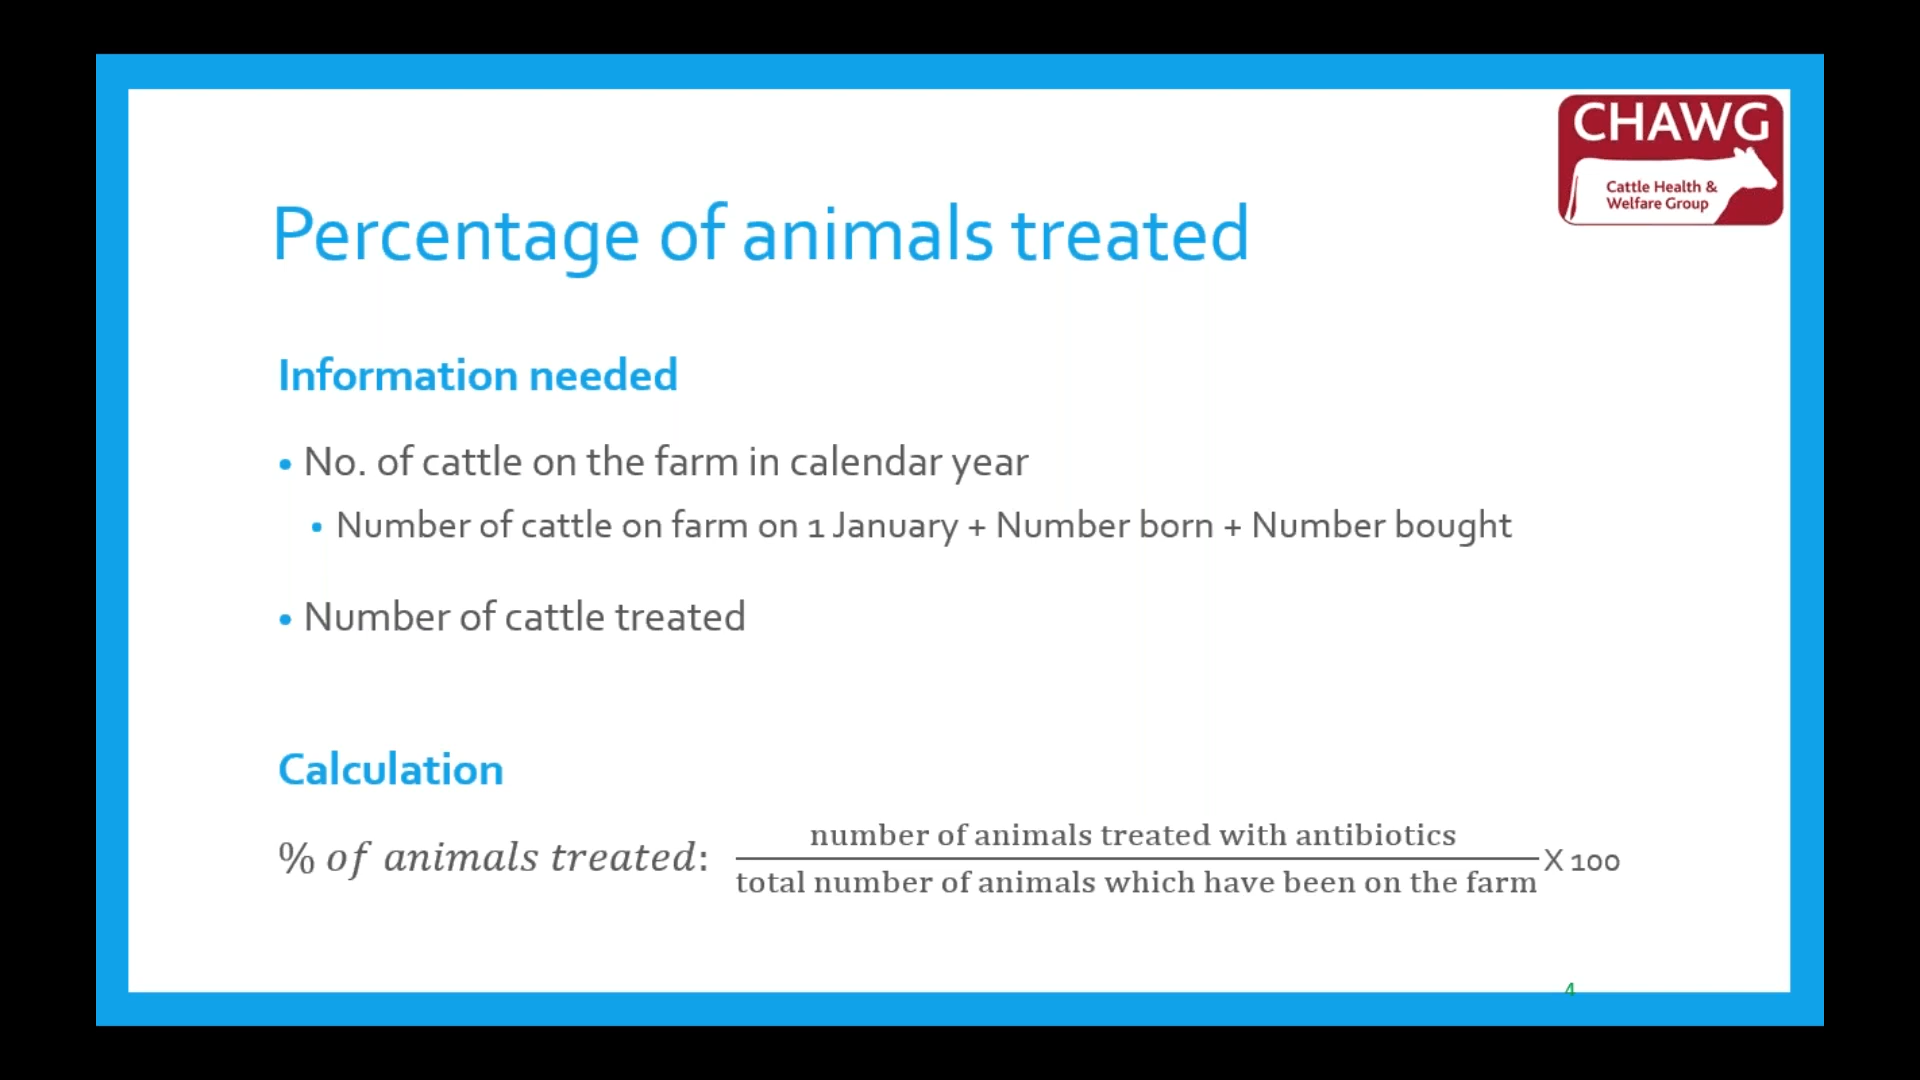 CHAWG
Cattle Health &
Welfare Group
Percentage of animals treated
Information needed
• No. of cattle on the farm in calendar year
• Number of cattle on farm on 1 January + Number born + Number bought
• Number of cattle treated
Calculation
% of animals treated: number of animals treated with antibiotics
total number of animals which have been on the farm X 100
4